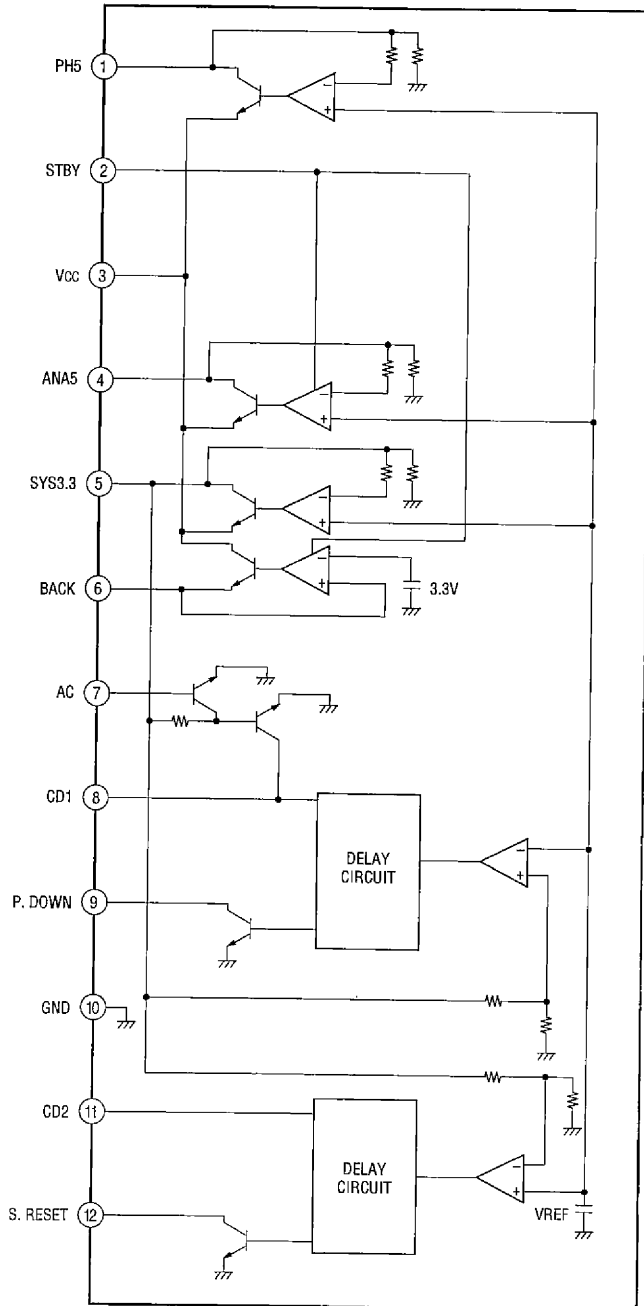 PH5 1
STBY 2
Vcc 3
ANA5 4
SYS3.3 5
BACK 6
3.3V
AC 7
CD1 8
DELAY
CIRCUIT
P. DOWN 9
GND 10
CD2 11
DELAY
CIRCUIT
S. RESET 12
VREF